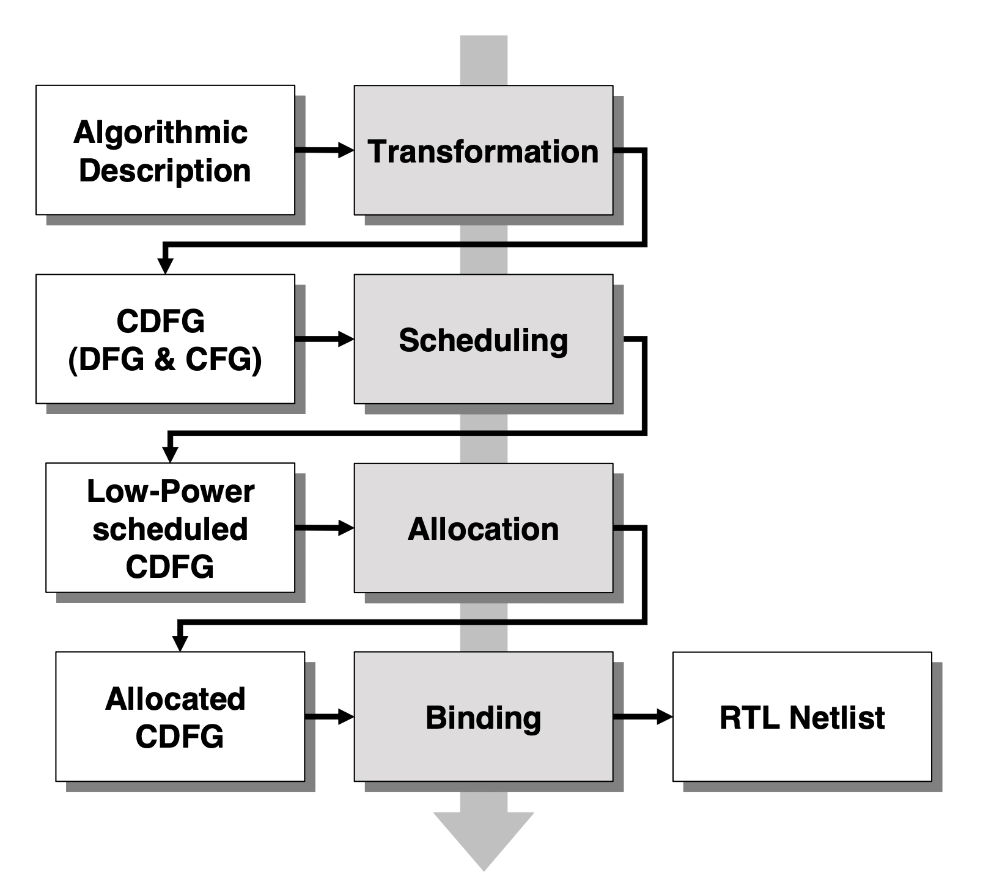 Algorithmic
Description
Transformation
CDFG
(DFG & CFG)
Scheduling
Low-Power
scheduled
CDFG
Allocation
Allocated
CDFG
Binding
RTL Netlist